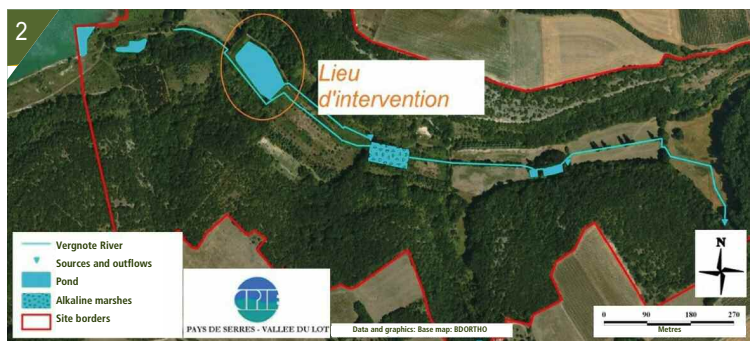 2
Lieu
d'intervention
Vergnote River
Sources and outflows
Pond
Alkaline marshes
Site borders
CPIE
PAYS DE SERRES - VALLEE DU LOT
Data and graphics: Base map: BDORTHO
N
0 90 180 270
Metres